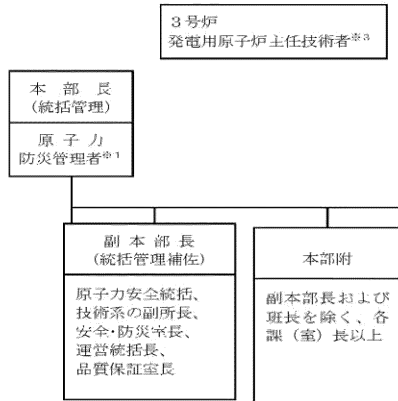 3号炉
発電用原子炉主任技術者※3
本部長
(統括管理)
原子力
防災管理者※1
副本部長
(統括管理補佐)
原子力安全統括、
技術系の副所長、
安全・防災室長、
運営統括長、
品質保証室長
本部附
副本部長および
班長を除く、各
課（室）長以上